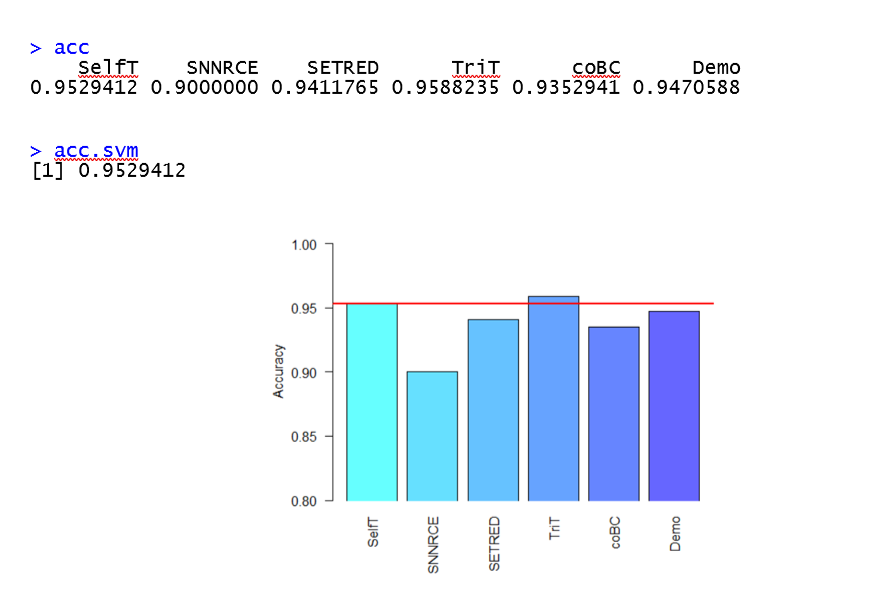 > acc
SelfT SNNRCE SETRED TriT coBC Demo
0.9529412 0.9000000 0.9411765 0.9588235 0.9352941 0.9470588
> acc.svm
[1] 0.9529412
1.00
0.95
0.90
0.85
0.80
Accuracy
SelfT
SNNRCE
SETRED
TriT
coBC
Demo